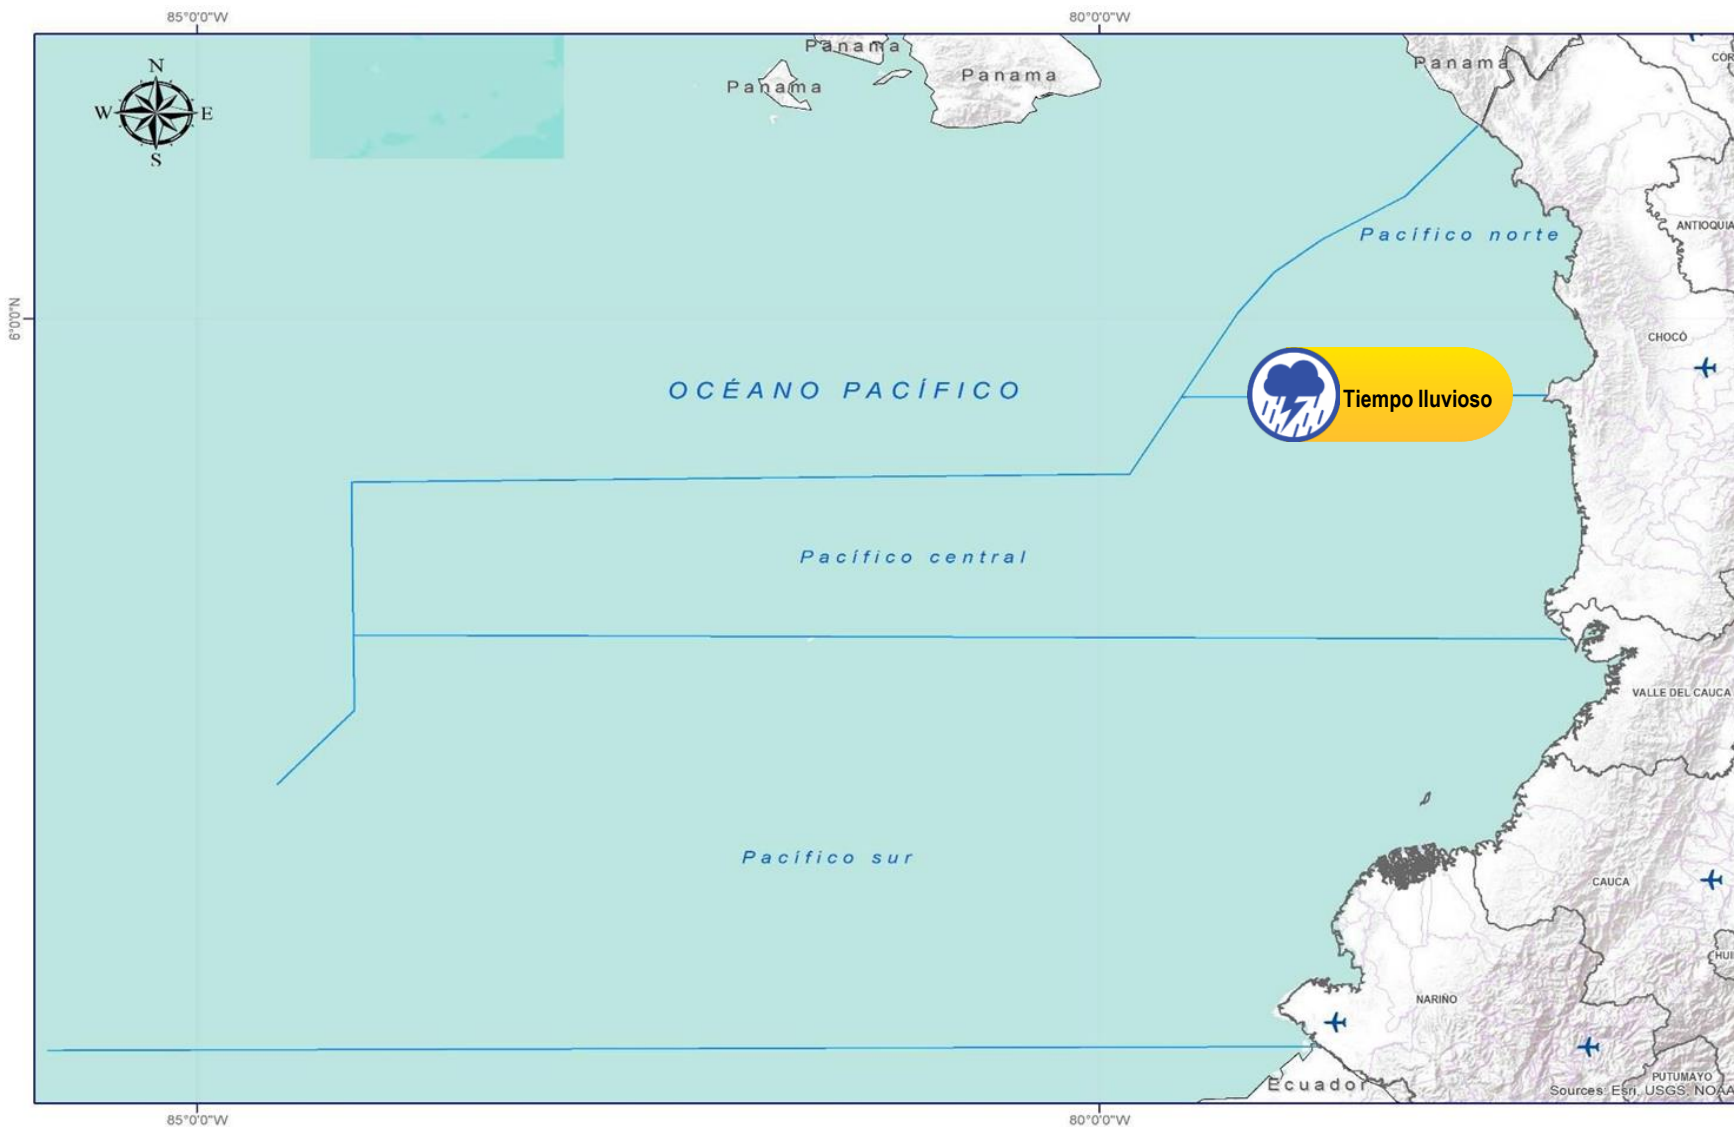 85°0'0"W
80°0'0"W
N
W
E
S
Panama
Panama
Panama
Panama
CÓR
ANTIOQUIA
Pacífico norte
6°0'0"N
CHOCÓ
OCÉANO PACÍFICO
Tiempo lluvioso
Pacífico central
VALLE DEL CAUCA
Pacífico sur
CAUCA
HUI
NARIÑO
PUTUMAYO
Ecuador
Sources: Esri, USGS, NOAA
85°0'0"W
80°0'0"W